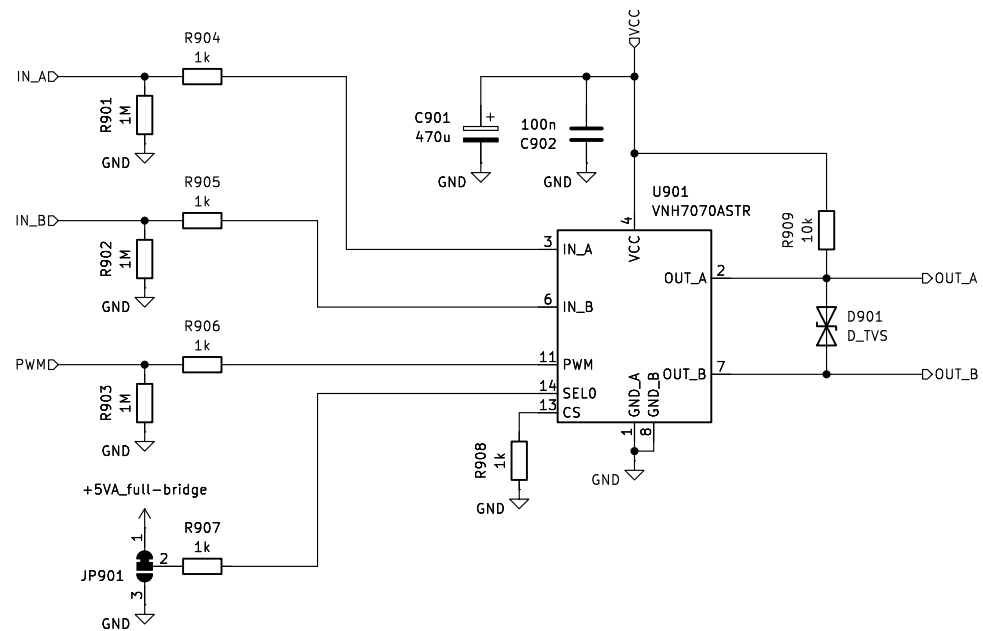 VCC
R904
1k
IN_A
R901
1M
GND
C901
+
470u
100n
C902
GND
GND
R905
1k
IN_B
R902
1M
GND
U901
VNH7070ASTR
4
VCC
R909
10k
3
IN_A
OUT_A
2
OUT_A
6
IN_B
D901
D_TVS
R906
1k
PWM
R903
1M
GND
11
PWM
14
SEL0
13
CS
GND_A
GND_B
OUT_B
7
OUT_B
1
8
GND
R908
1k
GND
+5VA_full-bridge
1
R907
1k
2
JP901
3
GND